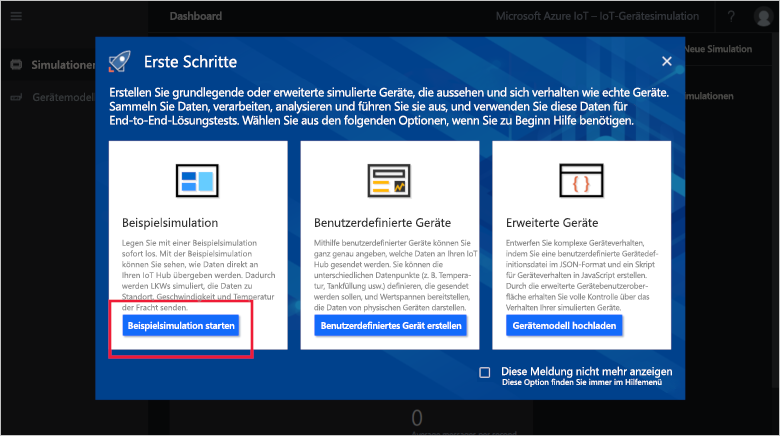 Dashboard
Microsoft Azure IoT – IoT-Gerätesimulation
?
Neue Simulation
Simulationen
Gerätemodell
mulationen
Erste Schritte
Erstellen Sie grundlegende oder erweiterte simulierte Geräte, die aussehen und sich verhalten wie echte Geräte.
Sammeln Sie Daten, verarbeiten, analysieren und führen Sie sie aus, und verwenden Sie diese Daten für
End-to-End-Lösungstests. Wählen Sie aus den folgenden Optionen, wenn Sie zu Beginn Hilfe benötigen.
Beispielsimulation
Legen Sie mit einer Beispielsimulation
sofort los. Mit der Beispielsimulation
können Sie sehen, wie Daten direkt an
Ihren IoT Hub übergeben werden. Dadurch
werden LKWs simuliert, die Daten zu
Standort, Geschwindigkeit und Temperatur
der Fracht senden.
Beispielsimulation starten
Benutzerdefinierte Geräte
Mithilfe benutzerdefinierter Geräte können Sie
ganz genau angeben, welche Daten an Ihren IoT
Hub gesendet werden. Sie können die
unterschiedlichen Datenpunkte (z. B. Tempera-
tur, Tankfüllung usw.) definieren, die gesendet
werden sollen, und Wertspannen bereitstellen,
die Daten von physischen Geräten darstellen.
Benutzerdefiniertes Gerät erstellen
Erweiterte Geräte
Entwerfen Sie komplexe Geräteverhalten,
indem Sie eine benutzerdefinierte Gerätedef-
initionsdatei im JSON-Format und ein Skript
für Geräteverhalten in JavaScript erstellen.
Durch die erweiterte Gerätebenutzerober-
fläche erhalten Sie volle Kontrolle über das
Verhalten Ihrer simulierten Geräte.
Gerätemodell hochladen
Diese Meldung nicht mehr anzeigen
Diese Option finden Sie immer im Hilfemenü
0